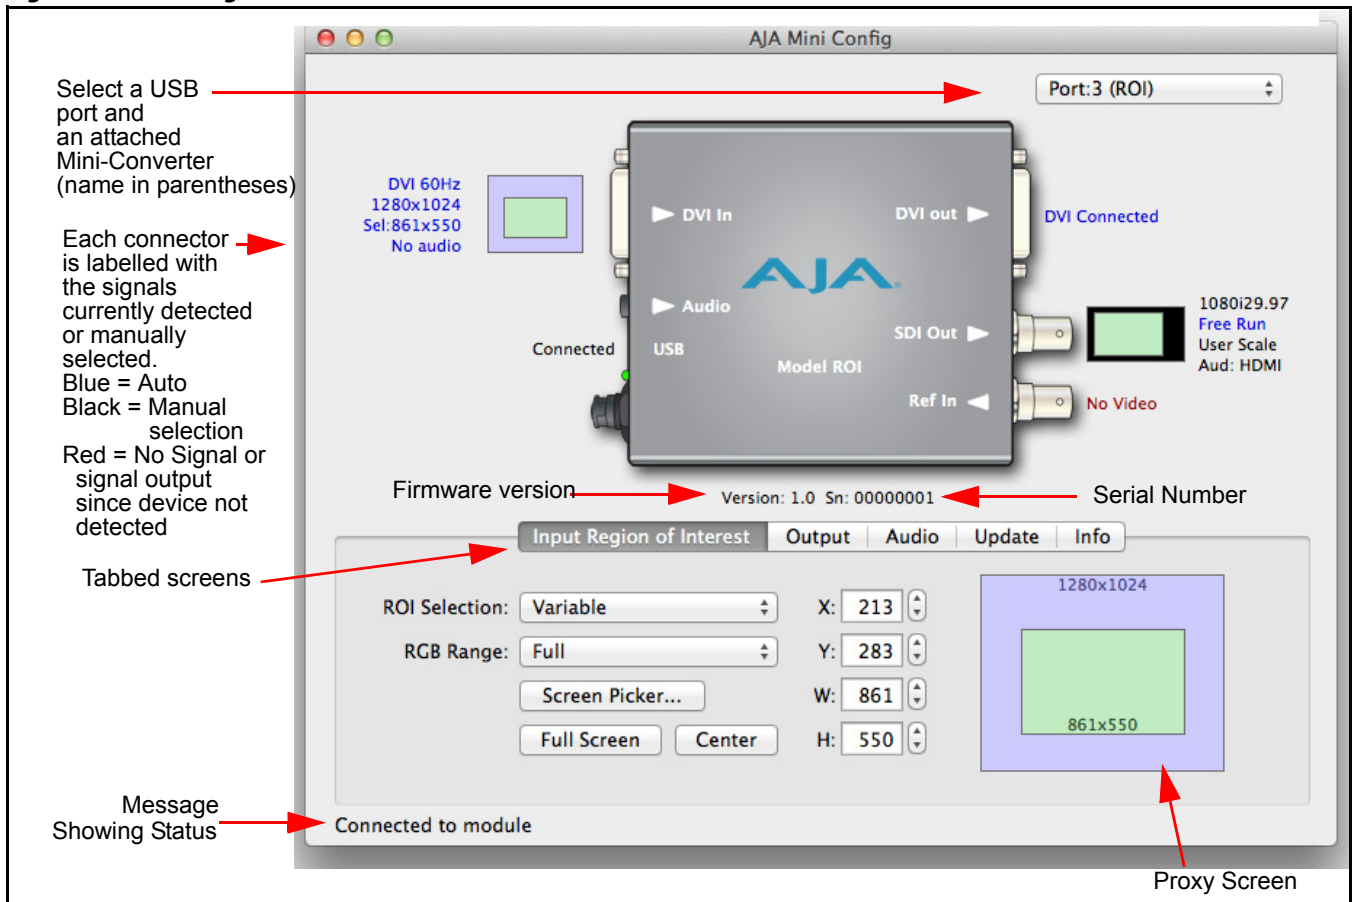 AJA Mini Config
Select a USB
port and
an attached
Mini-Converter
(name in parentheses)
Port:3 (ROI)
Each connector
is labelled with
the signals
currently detected
or manually
selected.
Blue = Auto
Black = Manual
selection
Red = No Signal or
signal output
since device not
detected
DVI 60Hz
1280x1024
Sel:861x550
No audio
DVI In
DVI out
DVI Connected
AJA
Audio
Connected
USB
SDI Out
Model ROI
Ref In
1080i29.97
Free Run
User Scale
Aud: HDMI
No Video
Firmware version
Version: 1.0 Sn: 00000001
Serial Number
Tabbed screens
Input Region of Interest
Output
Audio
Update
Info
ROI Selection:
Variable
X: 213
RGB Range:
Full
Y: 283
Screen Picker...
W: 861
Full Screen
Center
H: 550
1280x1024
861x550
Message
Showing Status
Connected to module
Proxy Screen